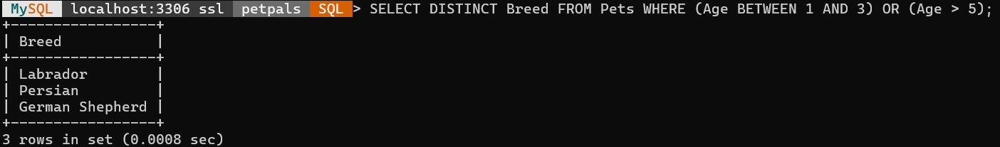 MySQL localhost:3306 ssl petpals SQL> SELECT DISTINCT Breed FROM Pets WHERE (Age BETWEEN 1 AND 3) OR (Age > 5);
+-----------------+
| Breed           |
+-----------------+
| Labrador        |
| Persian         |
| German Shepherd |
+-----------------+
3 rows in set (0.0008 sec)